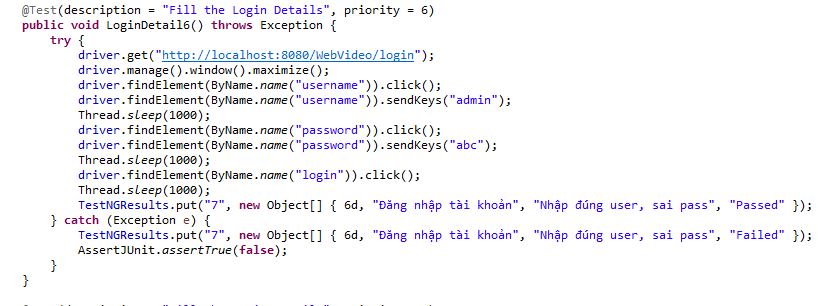 @Test(description = "Fill the Login Details", priority = 6)
public void LoginDetail6() throws Exception {
try {
driver.get("http://localhost:8080/WebVideo/login");
driver.manage().window().maximize();
driver.findElement(ByName.name("username")).click();
driver.findElement(ByName.name("username")).sendKeys("admin");
Thread.sleep(1000);
driver.findElement(ByName.name("password")).click();
driver.findElement(ByName.name("password")).sendKeys("abc");
Thread.sleep(1000);
driver.findElement(ByName.name("login")).click();
Thread.sleep(1000);
TestNGResults.put("7", new Object[] { 6d, "Đăng nhập tài khoản", "Nhập đúng user, sai pass", "Passed" });
} catch (Exception e) {
TestNGResults.put("7", new Object[] { 6d, "Đăng nhập tài khoản", "Nhập đúng user, sai pass", "Failed" });
AssertJUnit.assertTrue(false);
}
}